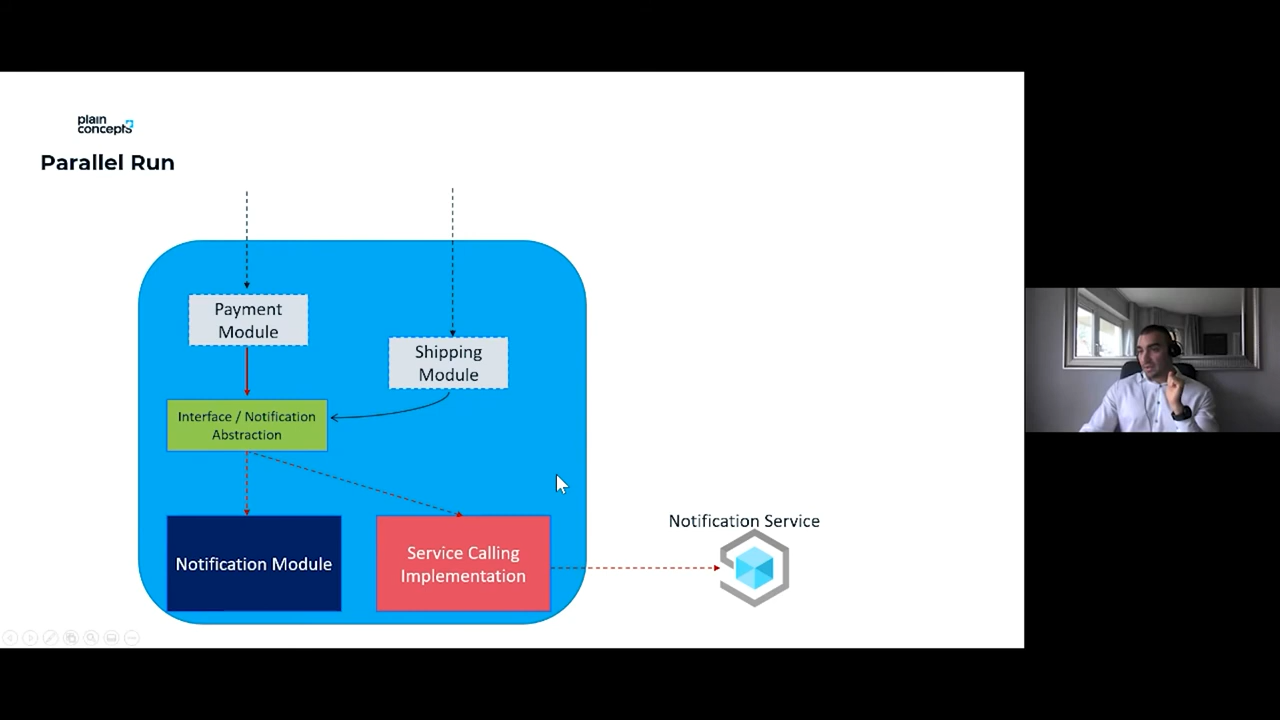 plain
concepts
Parallel Run
Payment
Module
Shipping
Module
Interface / Notification
Abstraction
Notification Module
Service Calling
Implementation
Notification Service